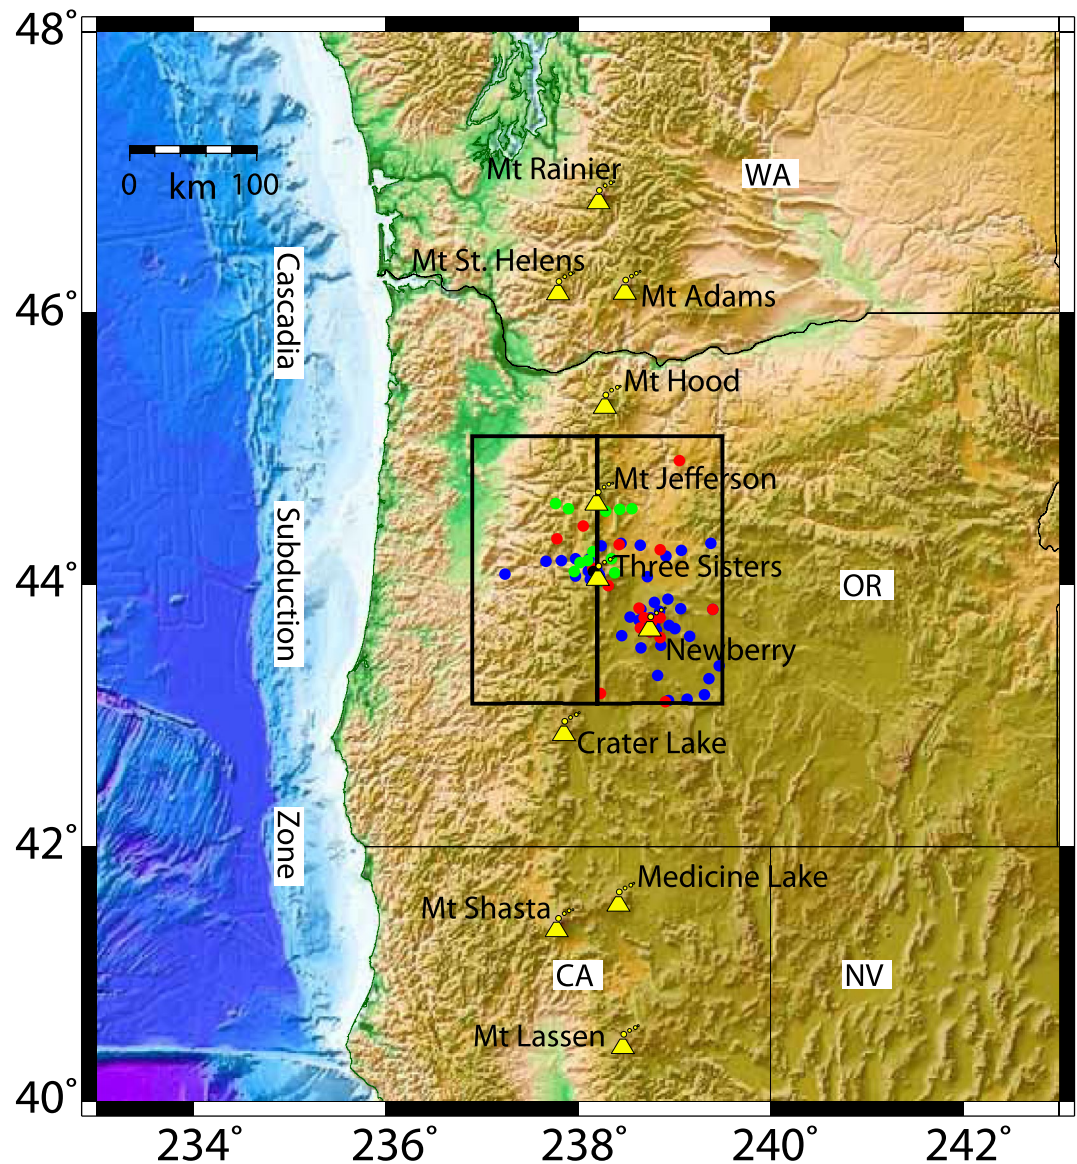 48°
Mt Rainier
WA
0 km 100
Mt St. Helens
Mt Adams
Cascadia
46°
Mt Hood
Mt Jefferson
Subduction
Three Sisters
44°
OR
Newberry
Crater Lake
Zone
42°
Medicine Lake
Mt Shasta
CA
NV
Mt Lassen
40°
234° 236° 238° 240° 242°